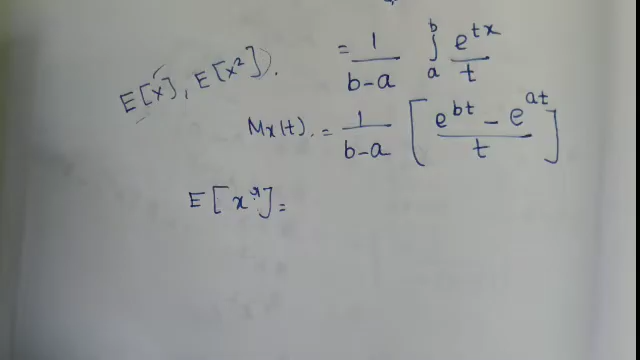 = 1/(b-a) ∫_a^b e^{tx}/t
E[x], E[x²].
Mx(t). = 1/(b-a) [ (e^{bt} - e^{at})/t ]
E[x^r] =